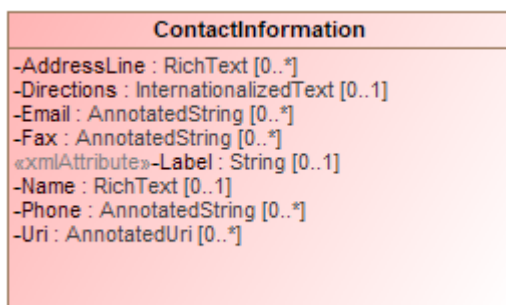 ContactInformation
-AddressLine : RichText [0..*]
-Directions : InternationalizedText [0..1]
-Email : AnnotatedString [0..*]
-Fax : AnnotatedString [0..*]
«xmlAttribute»-Label : String [0..1]
-Name : RichText [0..1]
-Phone : AnnotatedString [0..*]
-Uri : AnnotatedUri [0..*]